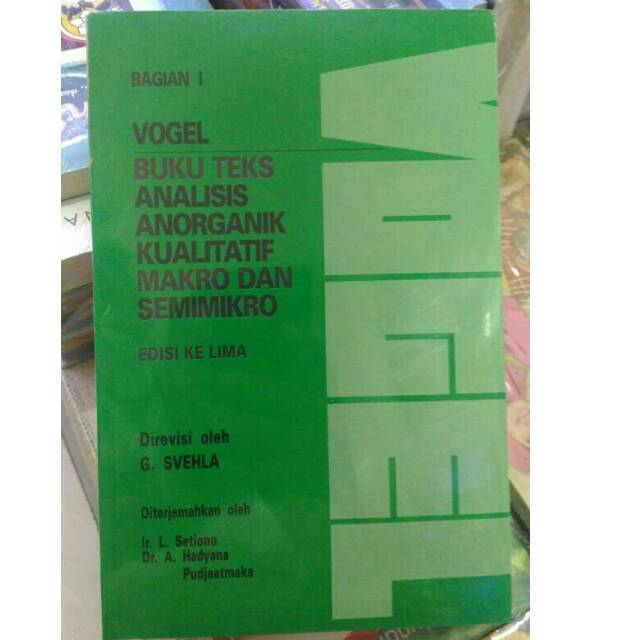 BAGIAN I
VOGEL
BUKU TEKS
ANALISIS
ANORGANIK
KUALITATIF
MAKRO DAN
SEMIMIKRO
EDISI KE LIMA
Direvisi oleh
G. SVEHLA
Diterjemahkan oleh
Ir. L. Setiono
Dr. A. Hadyana
Pudjaatmaka
VOGEL